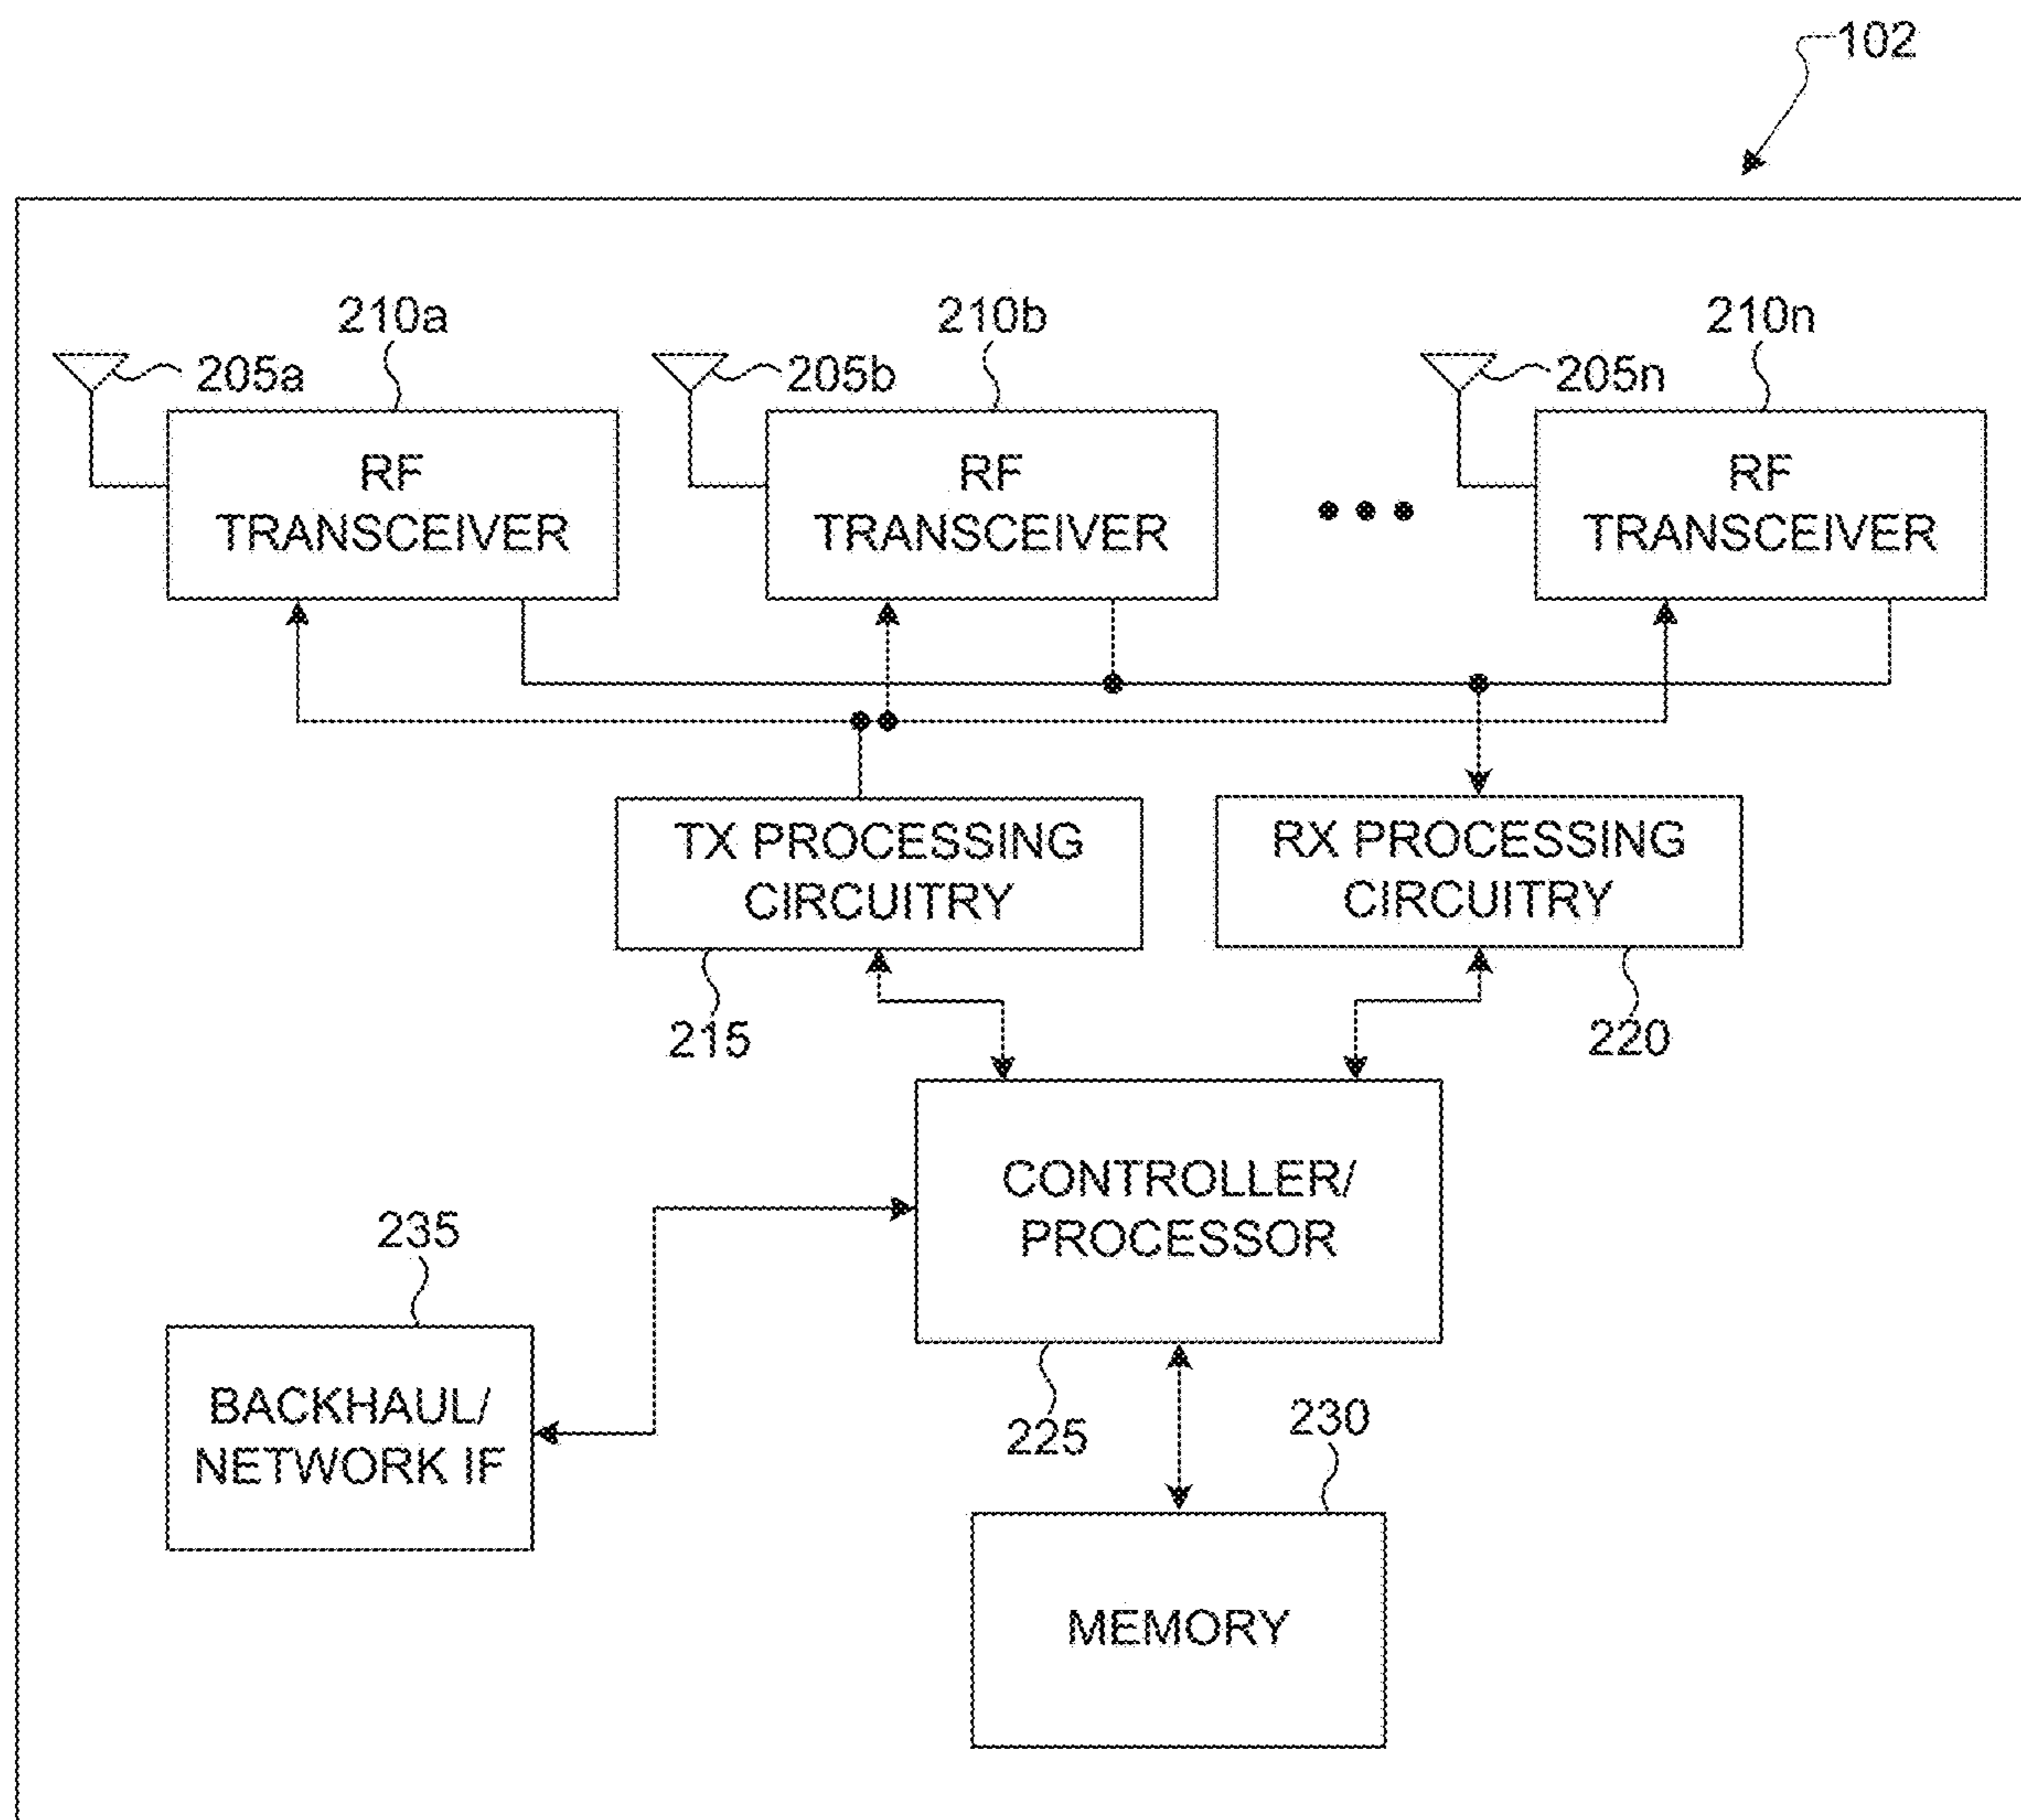 102
210a
210b
210n
205a
205b
205n
RF
TRANSCEIVER
RF
TRANSCEIVER
RF
TRANSCEIVER
TX PROCESSING
CIRCUITRY
RX PROCESSING
CIRCUITRY
215
220
CONTROLLER/
PROCESSOR
235
BACKHAUL/
NETWORK IF
225
230
MEMORY